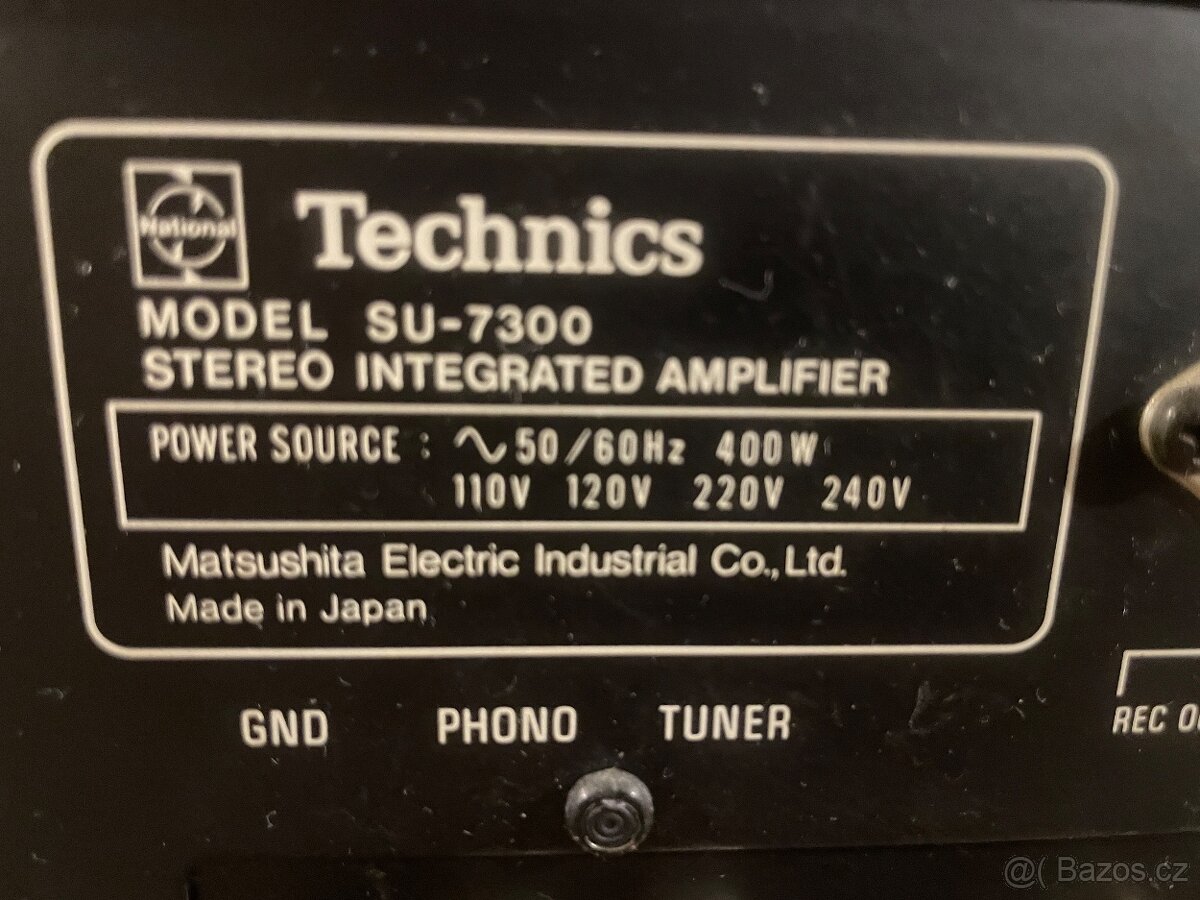 National
Technics
MODEL SU-7300
STEREO INTEGRATED AMPLIFIER
POWER SOURCE : ∿50/60Hz 400W
110V 120V 220V 240V
Matsushita Electric Industrial Co., Ltd.
Made in Japan
GND PHONO TUNER
REC
@( Bazos.cz